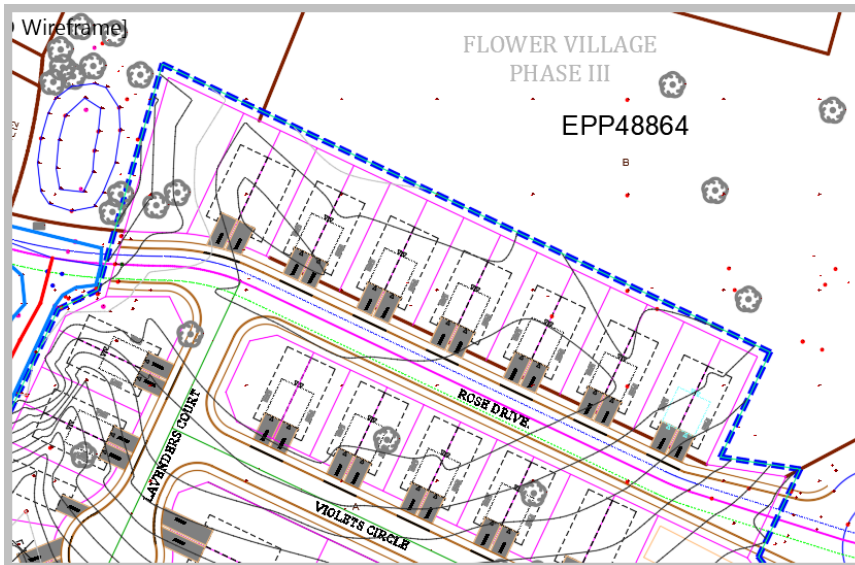 Wireframe]
FLOWER VILLAGE
PHASE III
EPP48864
B
ROSE DRIVE.
LAVENDERS COURT
A
VIOLETS CIRCLE